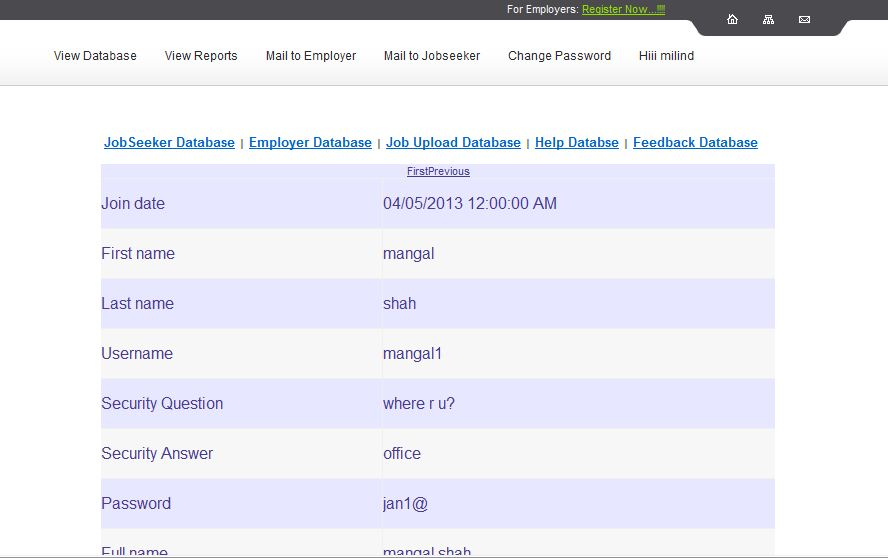 For Employers: Register Now...!!!!
View Database View Reports Mail to Employer Mail to Jobseeker Change Password Hiii milind
JobSeeker Database | Employer Database | Job Upload Database | Help Databse | Feedback Database
FirstPrevious
Join date 04/05/2013 12:00:00 AM
First name mangal
Last name shah
Username mangal1
Security Question where r u?
Security Answer office
Password jan1@
Full name mangal shah